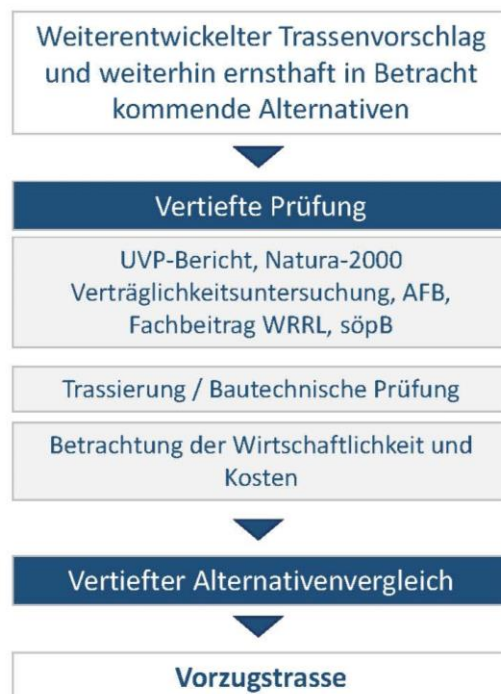 Weiterentwickelter Trassenvorschlag
und weiterhin ernsthaft in Betracht
kommende Alternativen
Vertiefte Prüfung
UVP-Bericht, Natura-2000
Verträglichkeitsuntersuchung, AFB,
Fachbeitrag WRRL, söpB
Trassierung / Bautechnische Prüfung
Betrachtung der Wirtschaftlichkeit und
Kosten
Vertiefter Alternativenvergleich
Vorzugstrasse